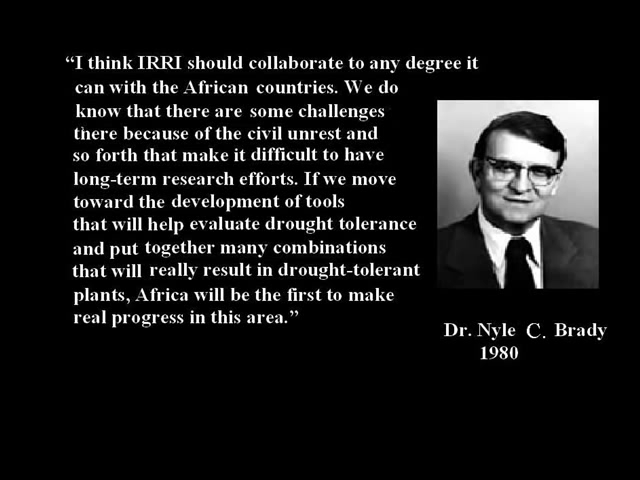 “I think IRRI should collaborate to any degree it
can with the African countries. We do
know that there are some challenges
there because of the civil unrest and
so forth that make it difficult to have
long-term research efforts. If we move
toward the development of tools
that will help evaluate drought tolerance
and put together many combinations
that will really result in drought-tolerant
plants, Africa will be the first to make
real progress in this area.”
Dr. Nyle C. Brady
1980